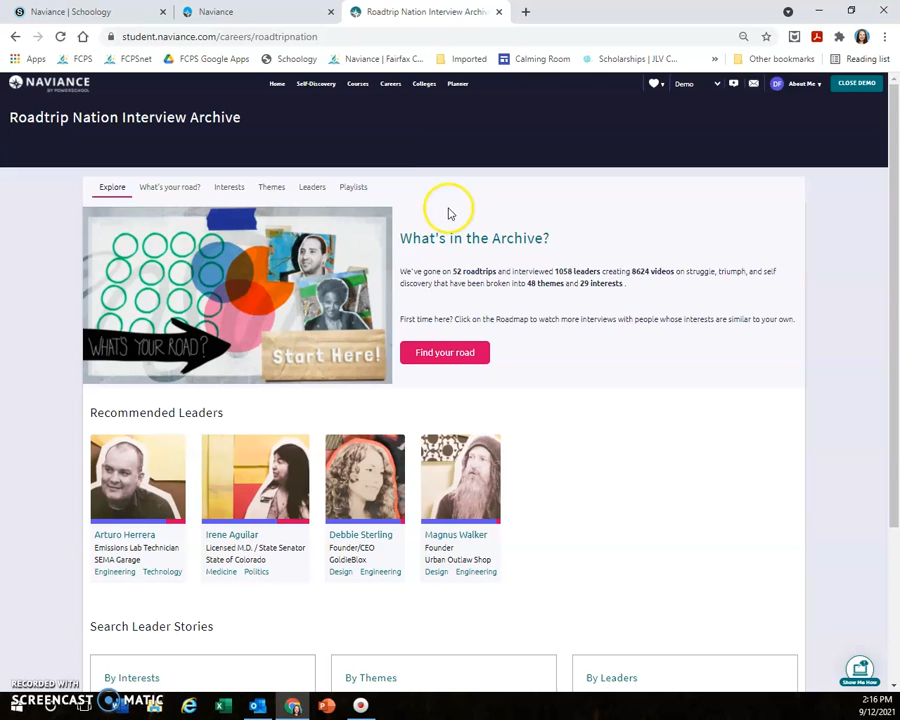 Naviance | Schoology
Naviance
Roadtrip Nation Interview Archiv
student.naviance.com/careers/roadtripnation
Apps
FCPS
FCPSnet
FCPS Google Apps
Schoology
Naviance | Fairfax C...
Imported
Calming Room
Scholarships | JLV C...
»
Other bookmarks
Reading list
NAVIANCE
BY POWERSCHOOL
Home
Self-Discovery
Courses
Careers
Colleges
Planner
Demo
DF
About Me
CLOSE DEMO
Roadtrip Nation Interview Archive
Explore
What's your road?
Interests
Themes
Leaders
Playlists
WHAT'S YOUR ROAD?
Start Here!
What's in the Archive?
We've gone on 52 roadtrips and interviewed 1058 leaders creating 8624 videos on struggle, triumph, and self
discovery that have been broken into 48 themes and 29 interests .
First time here? Click on the Roadmap to watch more interviews with people whose interests are similar to your own.
Find your road
Recommended Leaders
Arturo Herrera
Emissions Lab Technician
SEMA Garage
Engineering Technology
Irene Aguilar
Licensed M.D. / State Senator
State of Colorado
Medicine Politics
Debbie Sterling
Founder/CEO
GoldieBlox
Design Engineering
Magnus Walker
Founder
Urban Outlaw Shop
Design Engineering
Search Leader Stories
By Interests
By Themes
By Leaders
Show Me How
RECORDED WITH
SCREENCAST MATIC
2:16 PM
9/12/2021